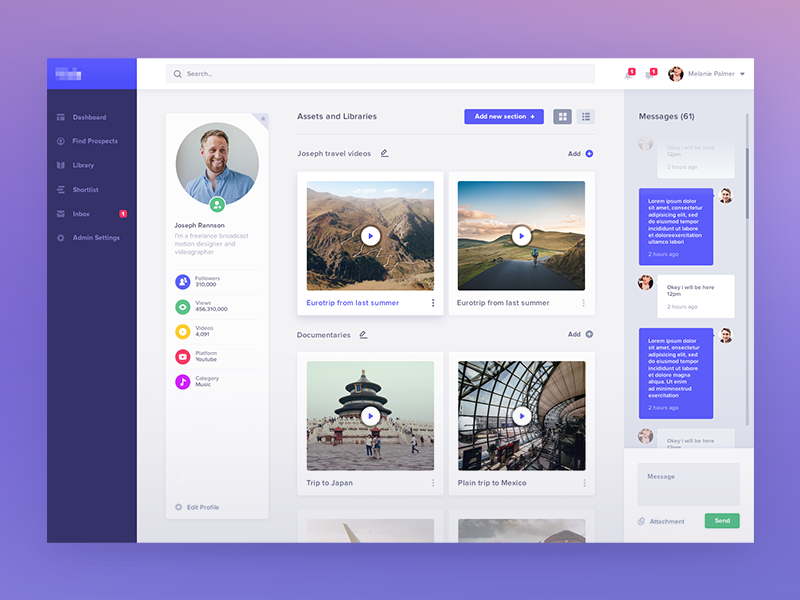 Search...
1
1
Melanie Palmer
Dashboard
Find Prospects
Library
Shortlist
Inbox
1
Admin Settings
Joseph Rennson
I'm a freelance broadcast
motion designer and
videographer
Followers
310,000
Views
456,310,000
Videos
4,091
Platform
Youtube
Category
Music
Edit Profile
Assets and Libraries
Add new section +
Joseph travel videos
Add
Eurotrip from last summer
Eurotrip from last summer
Documentaries
Add
Trip to Japan
Plain trip to Mexico
Messages (61)
Okey i will be here
12pm
2 hours ago
Lorem ipsum dolor
sit amet, consectetur
adipisicing elit, sed
tempor incididunt
incididunt ut labore
et doloreexercitation
ullamco labori
2 hours ago
Okey i will be here
12pm
2 hours ago
Lorem ipsum dolor
sit amet, consectetur
adipisicing elit, sed
tempor incididunt
ut labore et
et dolore magna
aliqua. Ut enim
ad minimnostrud
exercitation
2 hours ago
Okey i will be here
12pm
Message
Attachment
Send